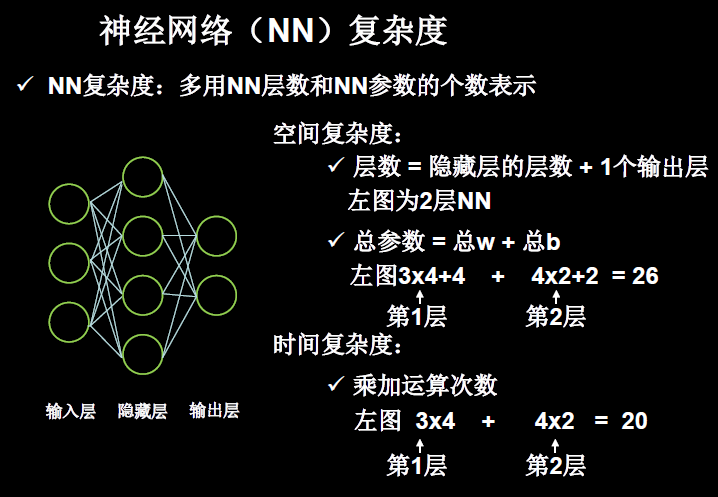 神经网络（NN）复杂度
✓ NN复杂度：多用NN层数和NN参数的个数表示
空间复杂度：
✓ 层数 = 隐藏层的层数 + 1个输出层
左图为2层NN
✓ 总参数 = 总w + 总b
左图3x4+4 + 4x2+2 = 26
第1层 第2层
时间复杂度：
✓ 乘加运算次数
左图 3x4 + 4x2 = 20
第1层 第2层
输入层 隐藏层 输出层